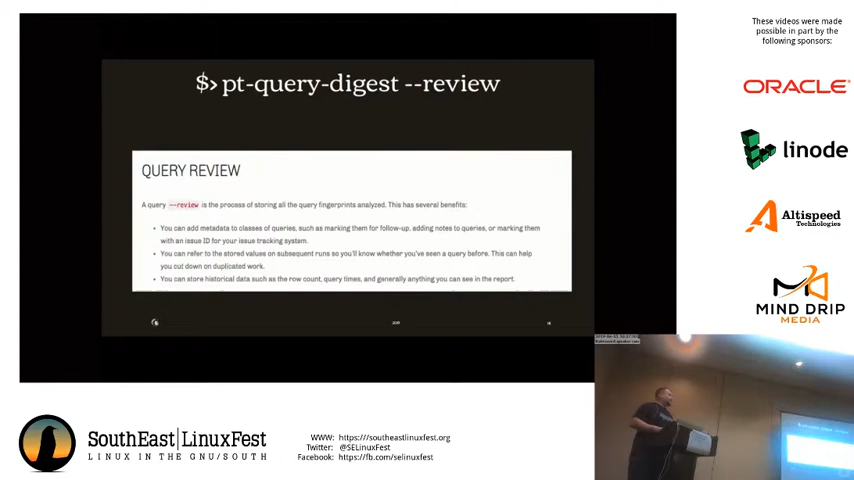 $> pt-query-digest --review
QUERY REVIEW
A query --review is the process of storing all the query fingerprints analyzed. This has several benefits:
• You can add metadata to classes of queries, such as marking them for follow-up, adding notes to queries, or marking them
with an issue ID for your issue tracking system.
• You can refer to the stored values on subsequent runs so you'll know whether you've seen a query before. This can help
you cut down on duplicated work.
• You can store historical data such as the row count, query times, and generally anything you can see in the report.
These videos were made
possible in part by the
following sponsors:
ORACLE
linode
Altispeed
Technologies
MIND DRIP
MEDIA
SouthEast|LinuxFest
LINUX IN THE GNU/SOUTH
WWW: https://southeastlinuxfest.org
Twitter: @SELinuxFest
Facebook: https://fb.com/selinuxfest